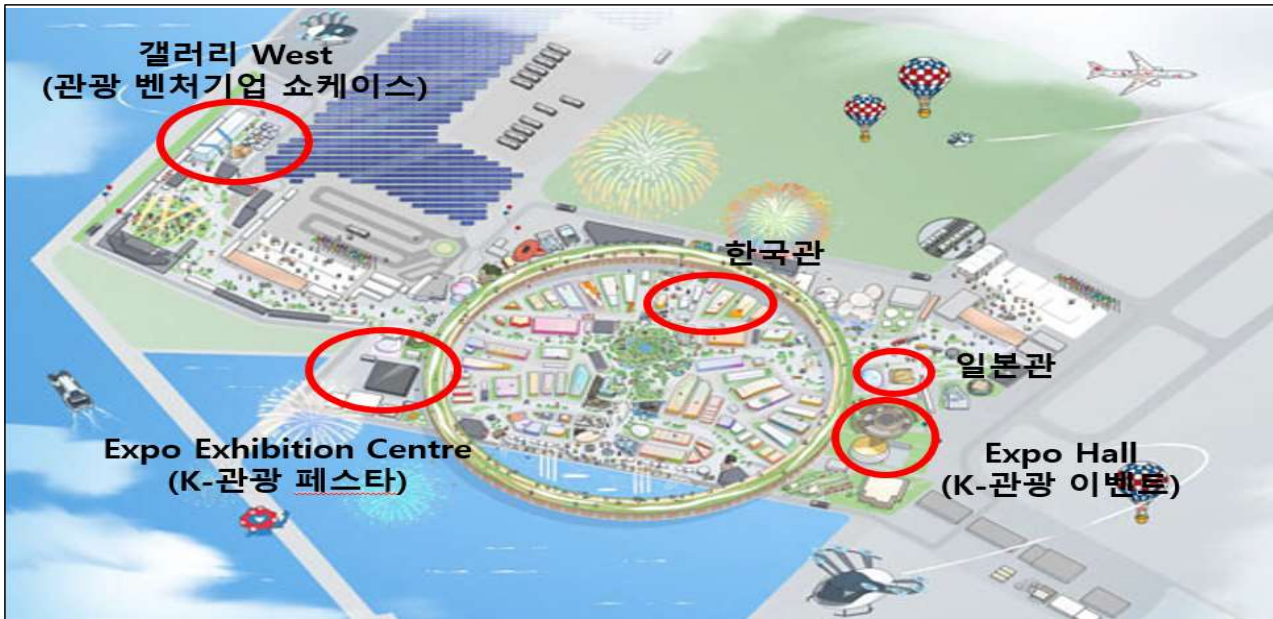 갤러리 West
(관광 벤처기업 쇼케이스)
한국관
일본관
Expo Exhibition Centre
(K-관광 페스타)
Expo Hall
(K-관광 이벤트)